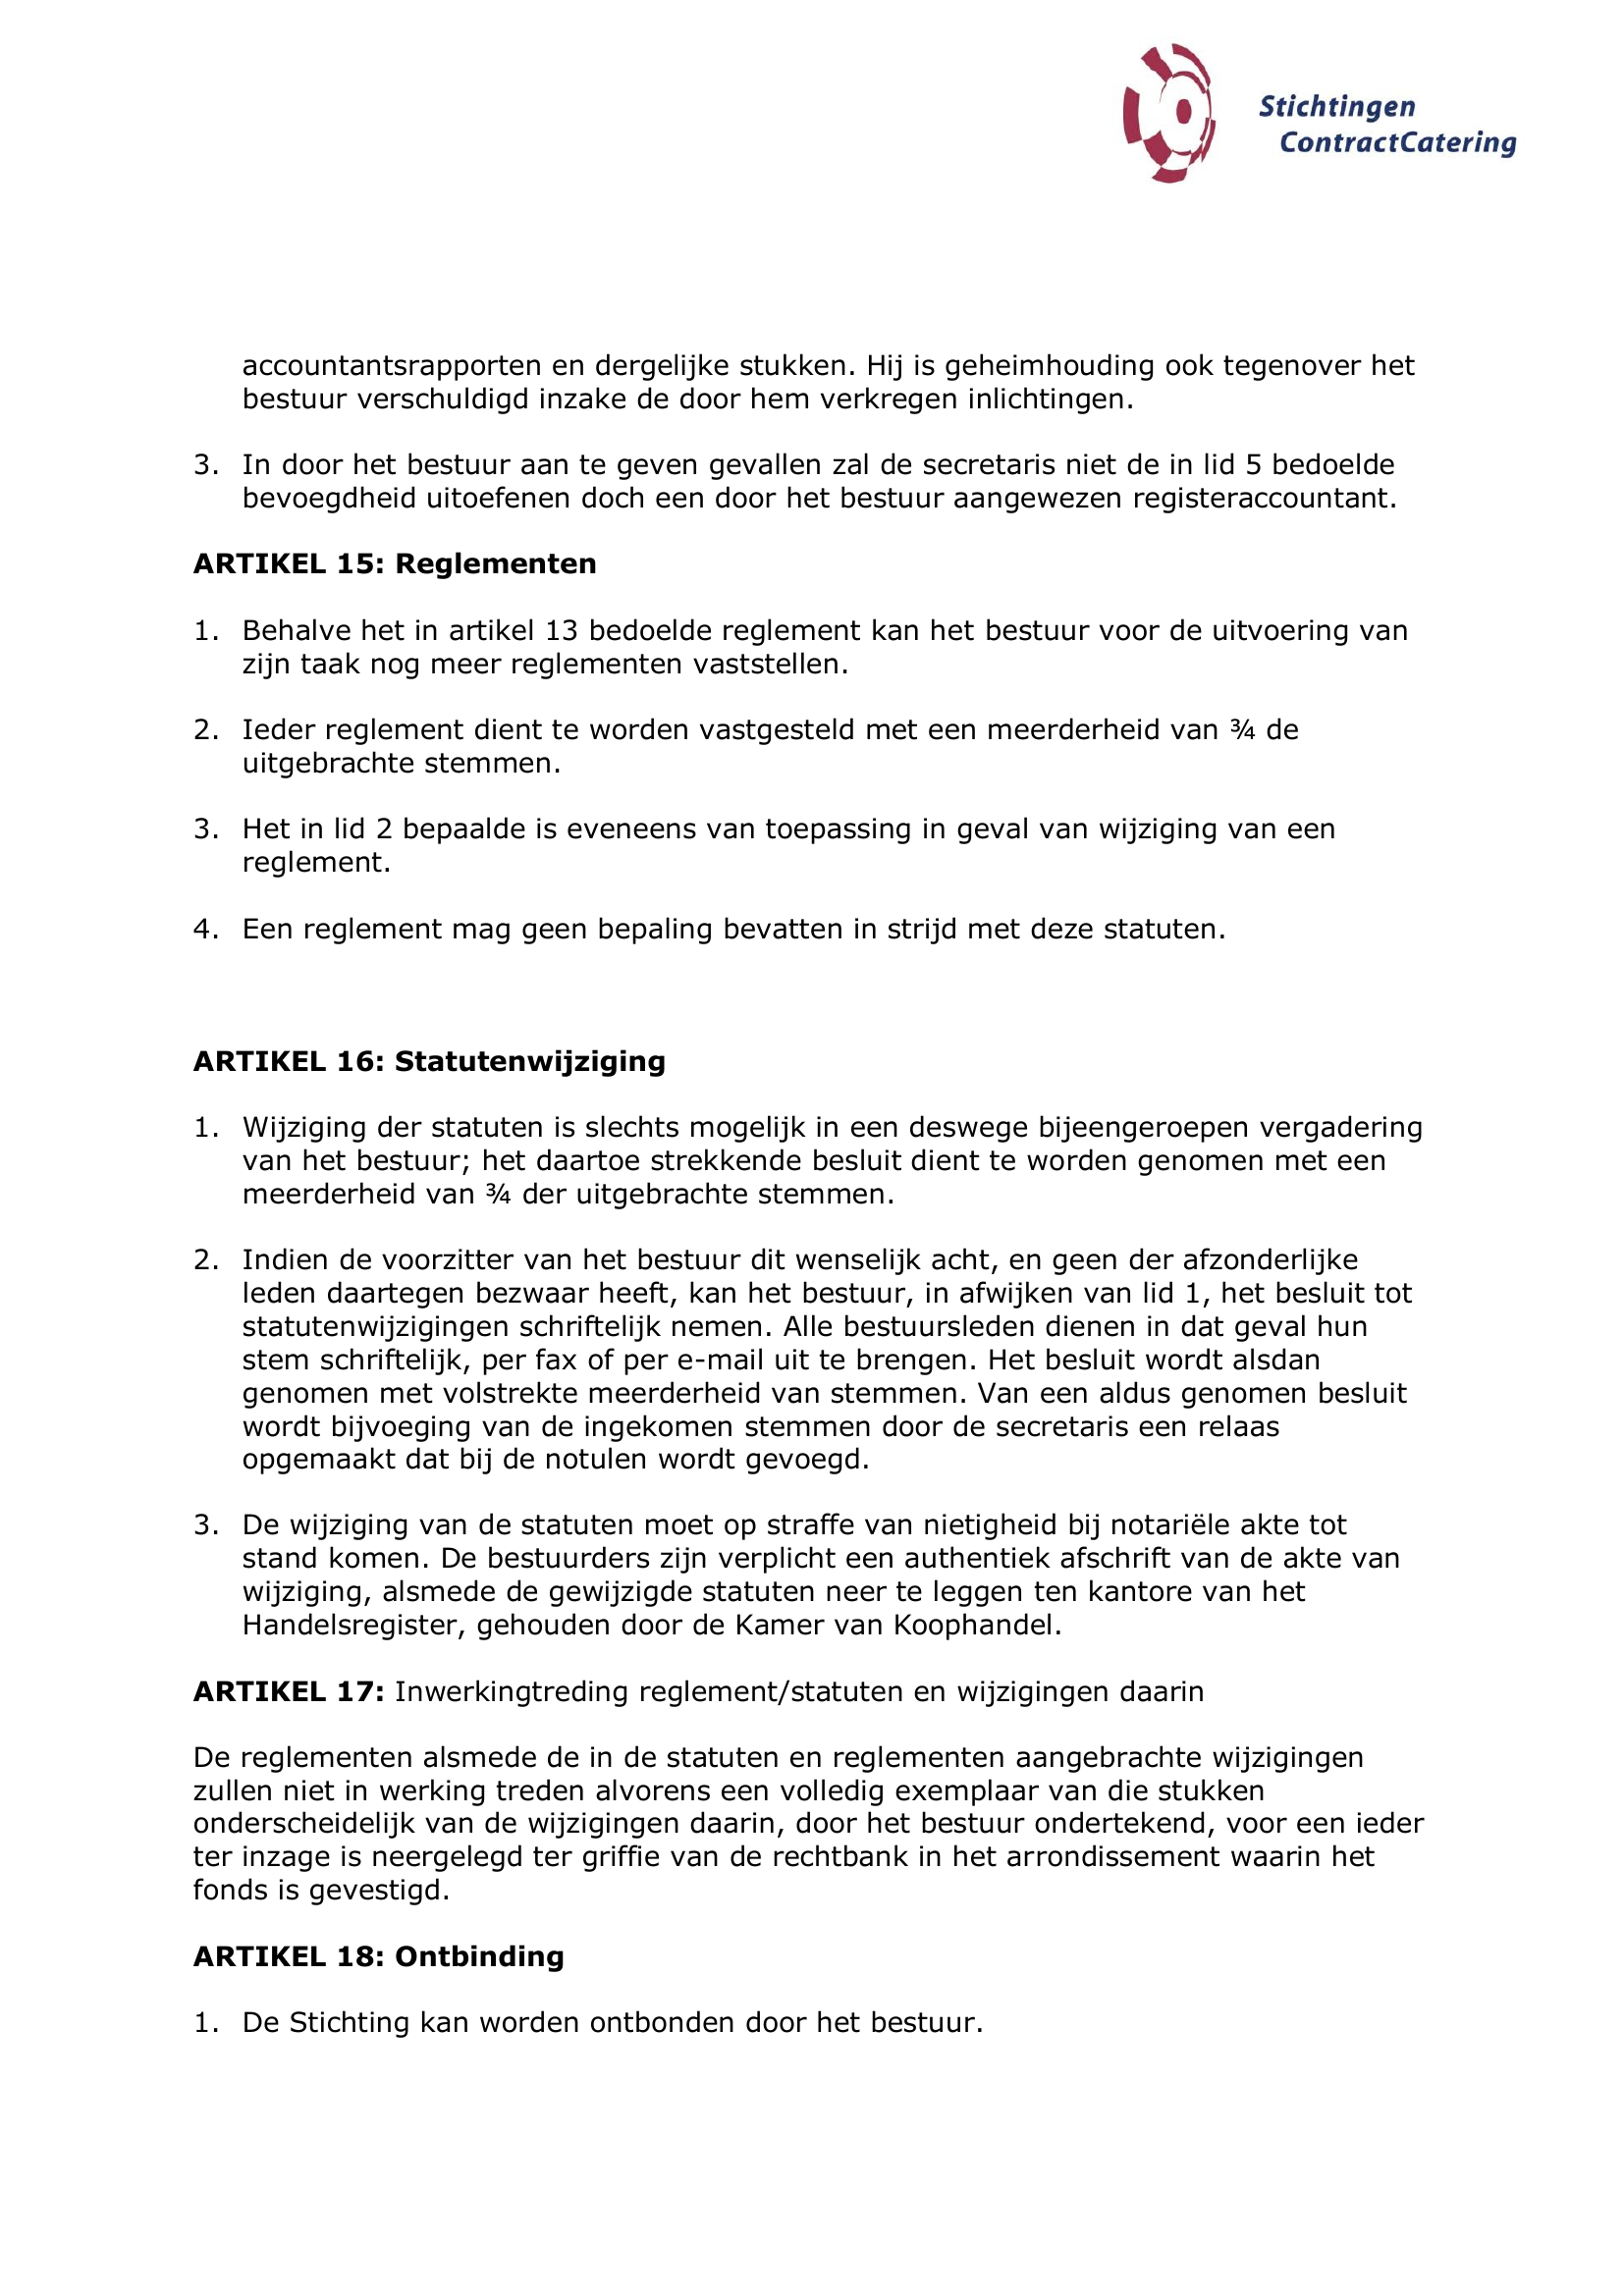 Stichtingen
ContractCatering
accountantsrapporten en dergelijke stukken. Hij is geheimhouding ook tegenover het
bestuur verschuldigd inzake de door hem verkregen inlichtingen.
3. In door het bestuur aan te geven gevallen zal de secretaris niet de in lid 5 bedoelde
bevoegdheid uitoefenen doch een door het bestuur aangewezen registeraccountant.
ARTIKEL 15: Reglementen
1. Behalve het in artikel 13 bedoelde reglement kan het bestuur voor de uitvoering van
zijn taak nog meer reglementen vaststellen.
2. Ieder reglement dient te worden vastgesteld met een meerderheid van ¾ de
uitgebrachte stemmen.
3. Het in lid 2 bepaalde is eveneens van toepassing in geval van wijziging van een
reglement.
4. Een reglement mag geen bepaling bevatten in strijd met deze statuten.
ARTIKEL 16: Statutenwijziging
1. Wijziging der statuten is slechts mogelijk in een deswege bijeengeroepen vergadering
van het bestuur; het daartoe strekkende besluit dient te worden genomen met een
meerderheid van ¾ der uitgebrachte stemmen.
2. Indien de voorzitter van het bestuur dit wenselijk acht, en geen der afzonderlijke
leden daartegen bezwaar heeft, kan het bestuur, in afwijken van lid 1, het besluit tot
statutenwijzigingen schriftelijk nemen. Alle bestuursleden dienen in dat geval hun
stem schriftelijk, per fax of per e-mail uit te brengen. Het besluit wordt alsdan
genomen met volstrekte meerderheid van stemmen. Van een aldus genomen besluit
wordt bijvoeging van de ingekomen stemmen door de secretaris een relaas
opgemaakt dat bij de notulen wordt gevoegd.
3. De wijziging van de statuten moet op straffe van nietigheid bij notariële akte tot
stand komen. De bestuurders zijn verplicht een authentiek afschrift van de akte van
wijziging, alsmede de gewijzigde statuten neer te leggen ten kantore van het
Handelsregister, gehouden door de Kamer van Koophandel.
ARTIKEL 17: Inwerkingtreding reglement/statuten en wijzigingen daarin
De reglementen alsmede de in de statuten en reglementen aangebrachte wijzigingen
zullen niet in werking treden alvorens een volledig exemplaar van die stukken
onderscheidelijk van de wijzigingen daarin, door het bestuur ondertekend, voor een ieder
ter inzage is neergelegd ter griffie van de rechtbank in het arrondissement waarin het
fonds is gevestigd.
ARTIKEL 18: Ontbinding
1. De Stichting kan worden ontbonden door het bestuur.